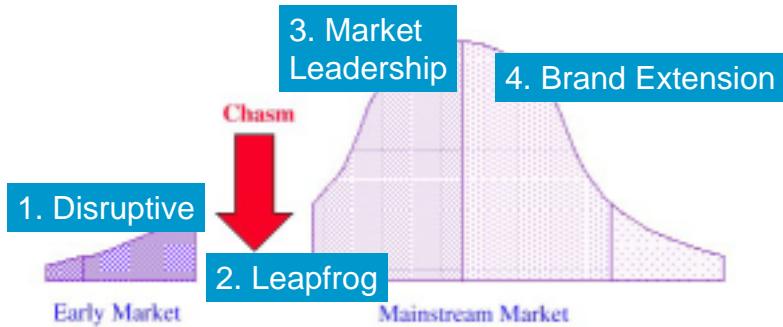 3. Market
Leadership
4. Brand Extension
Chasm
1. Disruptive
2. Leapfrog
Early Market
Mainstream Market